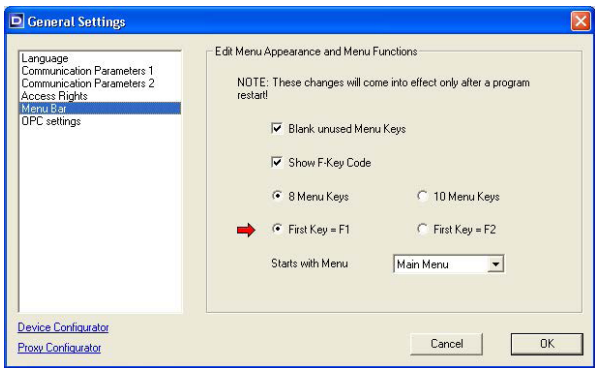 General Settings
Language
Communication Parameters 1
Communication Parameters 2
Access Rights
Menu Bar
OPC settings
Edit Menu Appearance and Menu Functions
NOTE: These changes will come into effect only after a program
restart!
Blank unused Menu Keys
Show F-Key Code
8 Menu Keys
10 Menu Keys
First Key = F1
First Key = F2
Starts with Menu
Main Menu
Device Configurator
Proxy Configurator
Cancel
OK